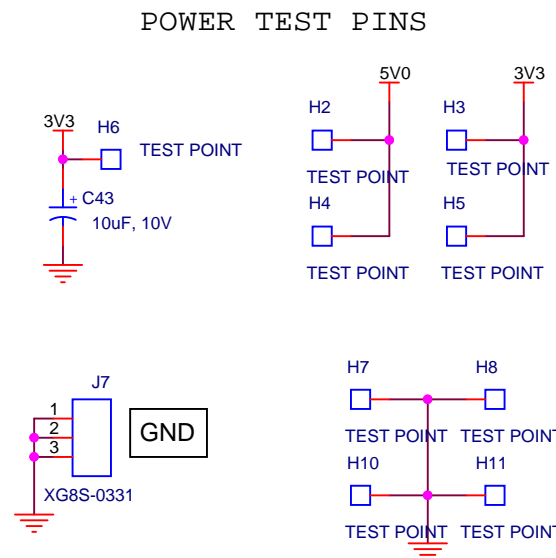 POWER TEST PINS
3V3
H6
TEST POINT
+ C43
10uF, 10V
5V0
H2
TEST POINT
H4
TEST POINT
3V3
H3
TEST POINT
H5
TEST POINT
J7
1
2
3
XG8S-0331
GND
H7
TEST POINT
H8
TEST POINT
H10
TEST POINT
H11
TEST POINT